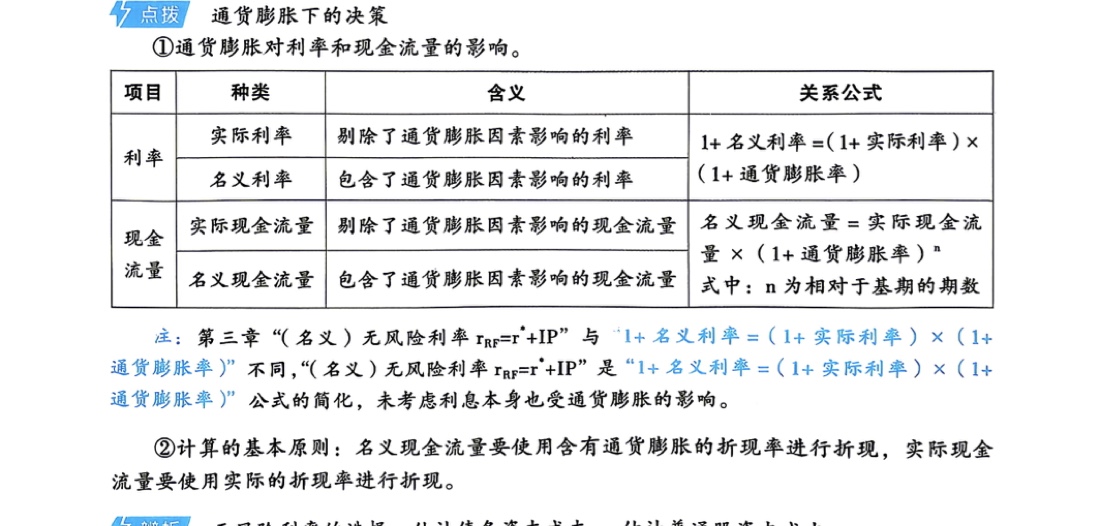 点拨 通货膨胀下的决策
①通货膨胀对利率和现金流量的影响。
项目 种类 含义 关系公式
利率 实际利率 剔除了通货膨胀因素影响的利率 1+名义利率=(1+实际利率)×(1+通货膨胀率)
名义利率 包含了通货膨胀因素影响的利率
现金流量 实际现金流量 剔除了通货膨胀因素影响的现金流量 名义现金流量=实际现金流量×(1+通货膨胀率)ⁿ
名义现金流量 包含了通货膨胀因素影响的现金流量 式中:n为相对于基期的期数
注:第三章“(名义)无风险利率 rRF=r*+IP”与“1+名义利率=(1+实际利率)×(1+
通货膨胀率)”不同,“(名义)无风险利率 rRF=r*+IP”是“1+名义利率=(1+实际利率)×(1+
通货膨胀率)”公式的简化,未考虑利息本身也受通货膨胀的影响。
②计算的基本原则:名义现金流量要使用含有通货膨胀的折现率进行折现,实际现金
流量要使用实际的折现率进行折现。